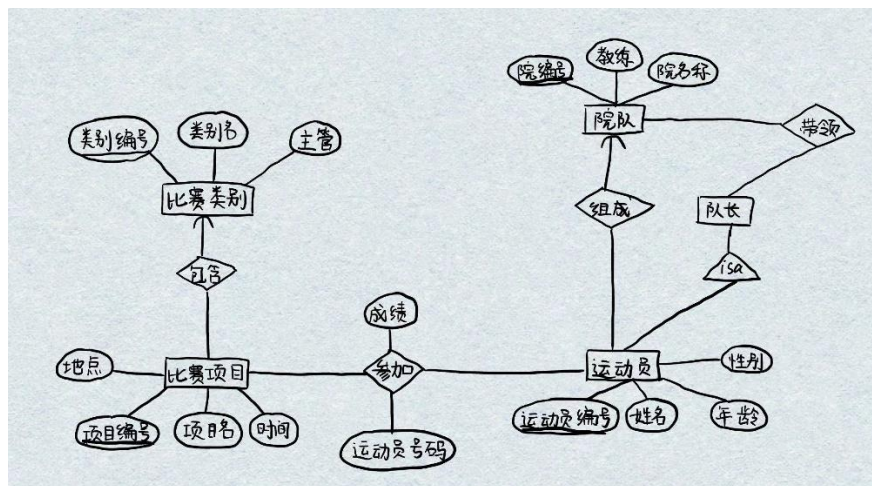 院编号
教练
院名称
院队
带领
类别编号
类别名
主管
比赛类别
组成
队长
包含
isa
成绩
地点
比赛项目
参加
运动员
性别
项目编号
项目名
时间
运动员号码
运动员编号
姓名
年龄